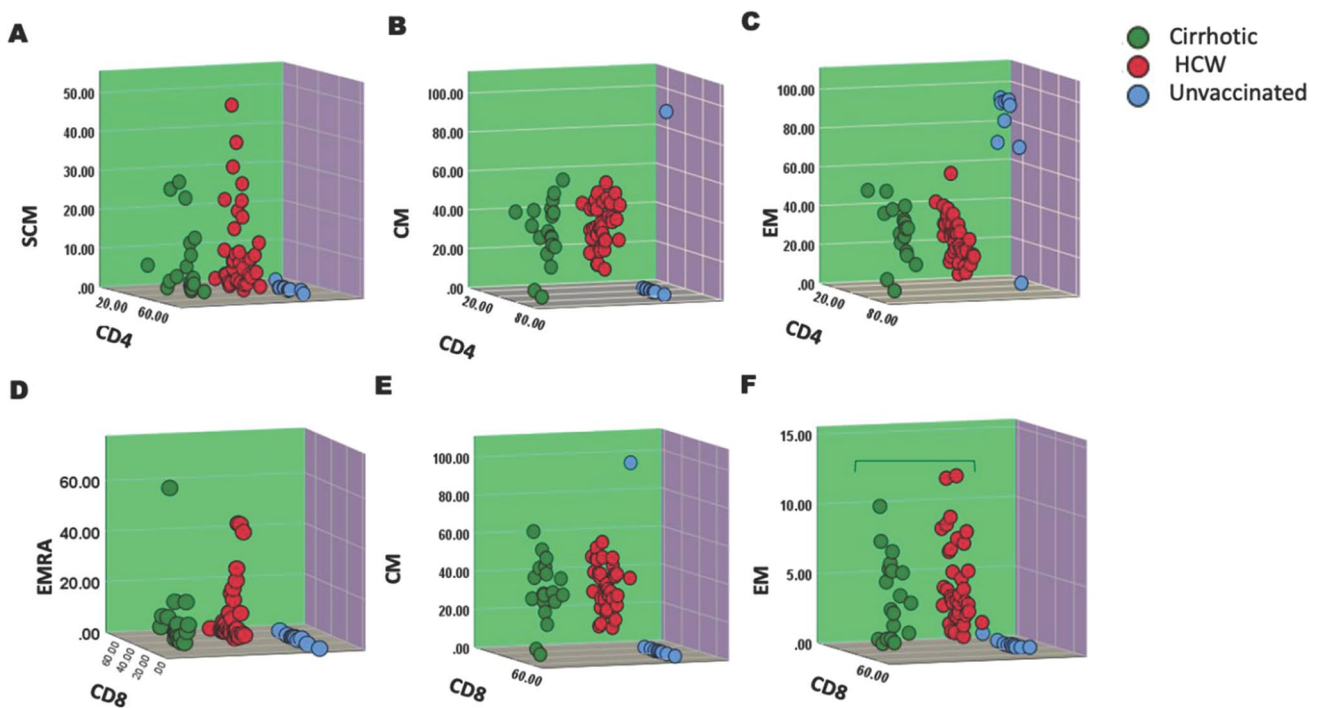 A
B
C
Cirrhotic
HCW
Unvaccinated
50.00
40.00
30.00
20.00
10.00
.00
SCM
20.00
60.00
CD4
100.00
80.00
60.00
40.00
20.00
.00
CM
20.00
80.00
CD4
100.00
80.00
60.00
40.00
20.00
.00
EM
20.00
80.00
CD4
D
E
F
60.00
40.00
20.00
.00
EMRA
60.00
40.00
20.00
.00
CD8
100.00
80.00
60.00
40.00
20.00
.00
CM
60.00
CD8
15.00
10.00
5.00
.00
EM
60.00
CD8